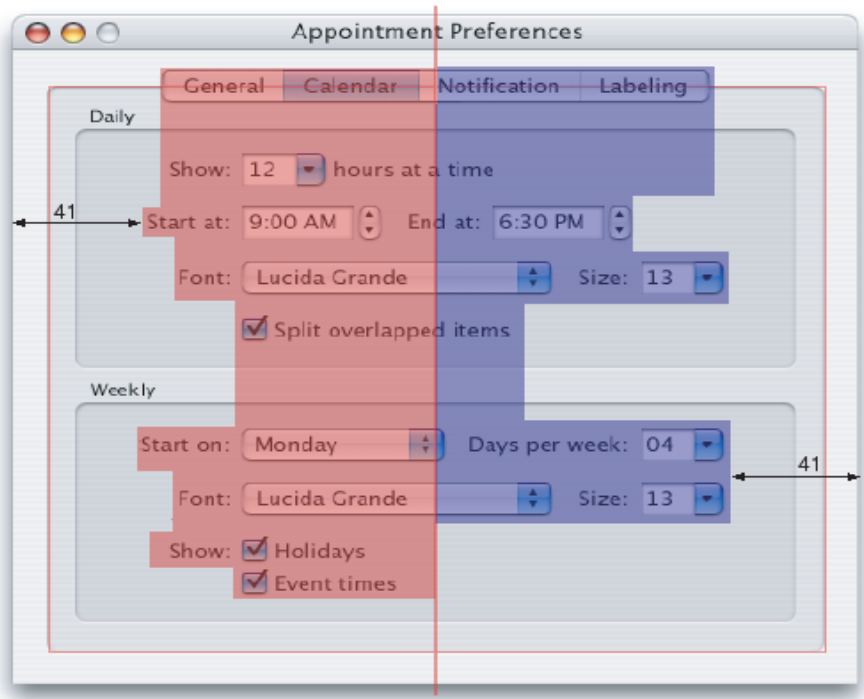 Appointment Preferences
General Calendar Notification Labeling
Daily
Show: 12 hours at a time
41
Start at: 9:00 AM End at: 6:30 PM
Font: Lucida Grande Size: 13
Split overlapped items
Weekly
Start on: Monday Days per week: 04
41
Font: Lucida Grande Size: 13
Show: Holidays
Event times